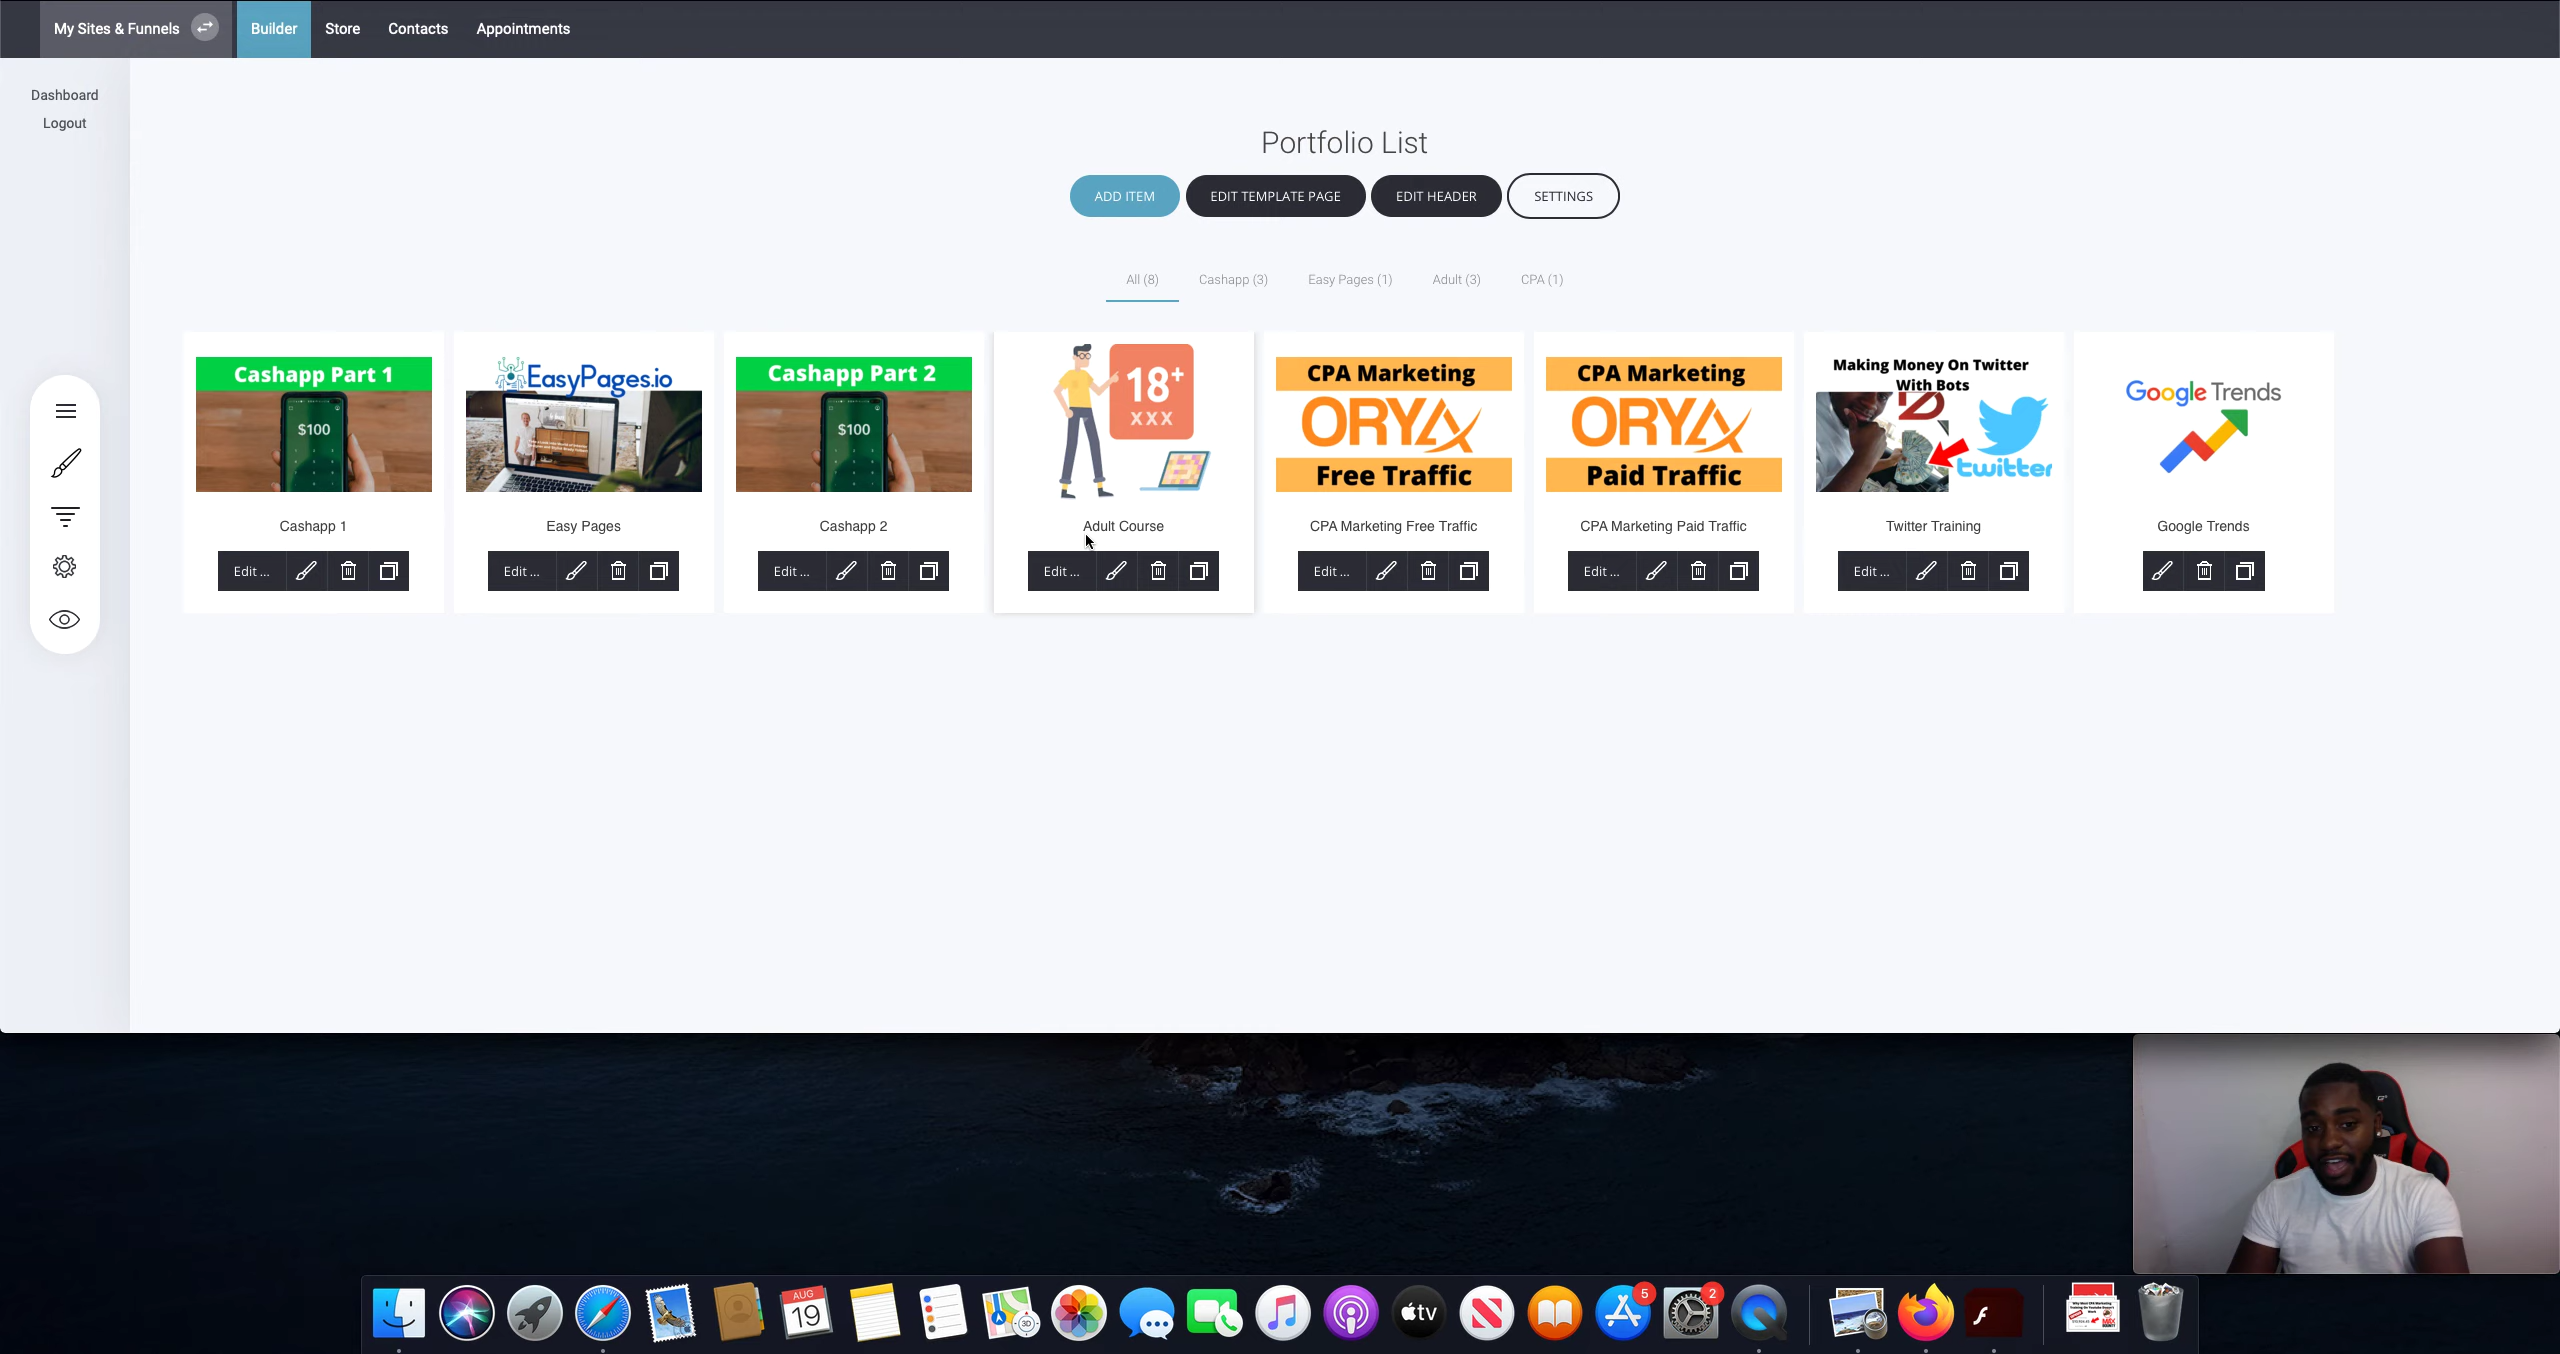 My Sites & Funnels
Builder
Store
Contacts
Appointments
Dashboard
Logout
Portfolio List
ADD ITEM
EDIT TEMPLATE PAGE
EDIT HEADER
SETTINGS
All (8)
Cashapp (3)
Easy Pages (1)
Adult (3)
CPA (1)
Cashapp Part 1
$100
Cashapp 1
Edit ...
EasyPages.io
Easy Pages
Edit ...
Cashapp Part 2
$100
Cashapp 2
Edit ...
18+
XXX
Adult Course
Edit ...
CPA Marketing
Free Traffic
CPA Marketing Free Traffic
Edit ...
CPA Marketing
Paid Traffic
CPA Marketing Paid Traffic
Edit ...
Making Money On Twitter
With Bots
twitter
Twitter Training
Edit ...
Google Trends
Google Trends
AUG
19
3D
tv
5
2